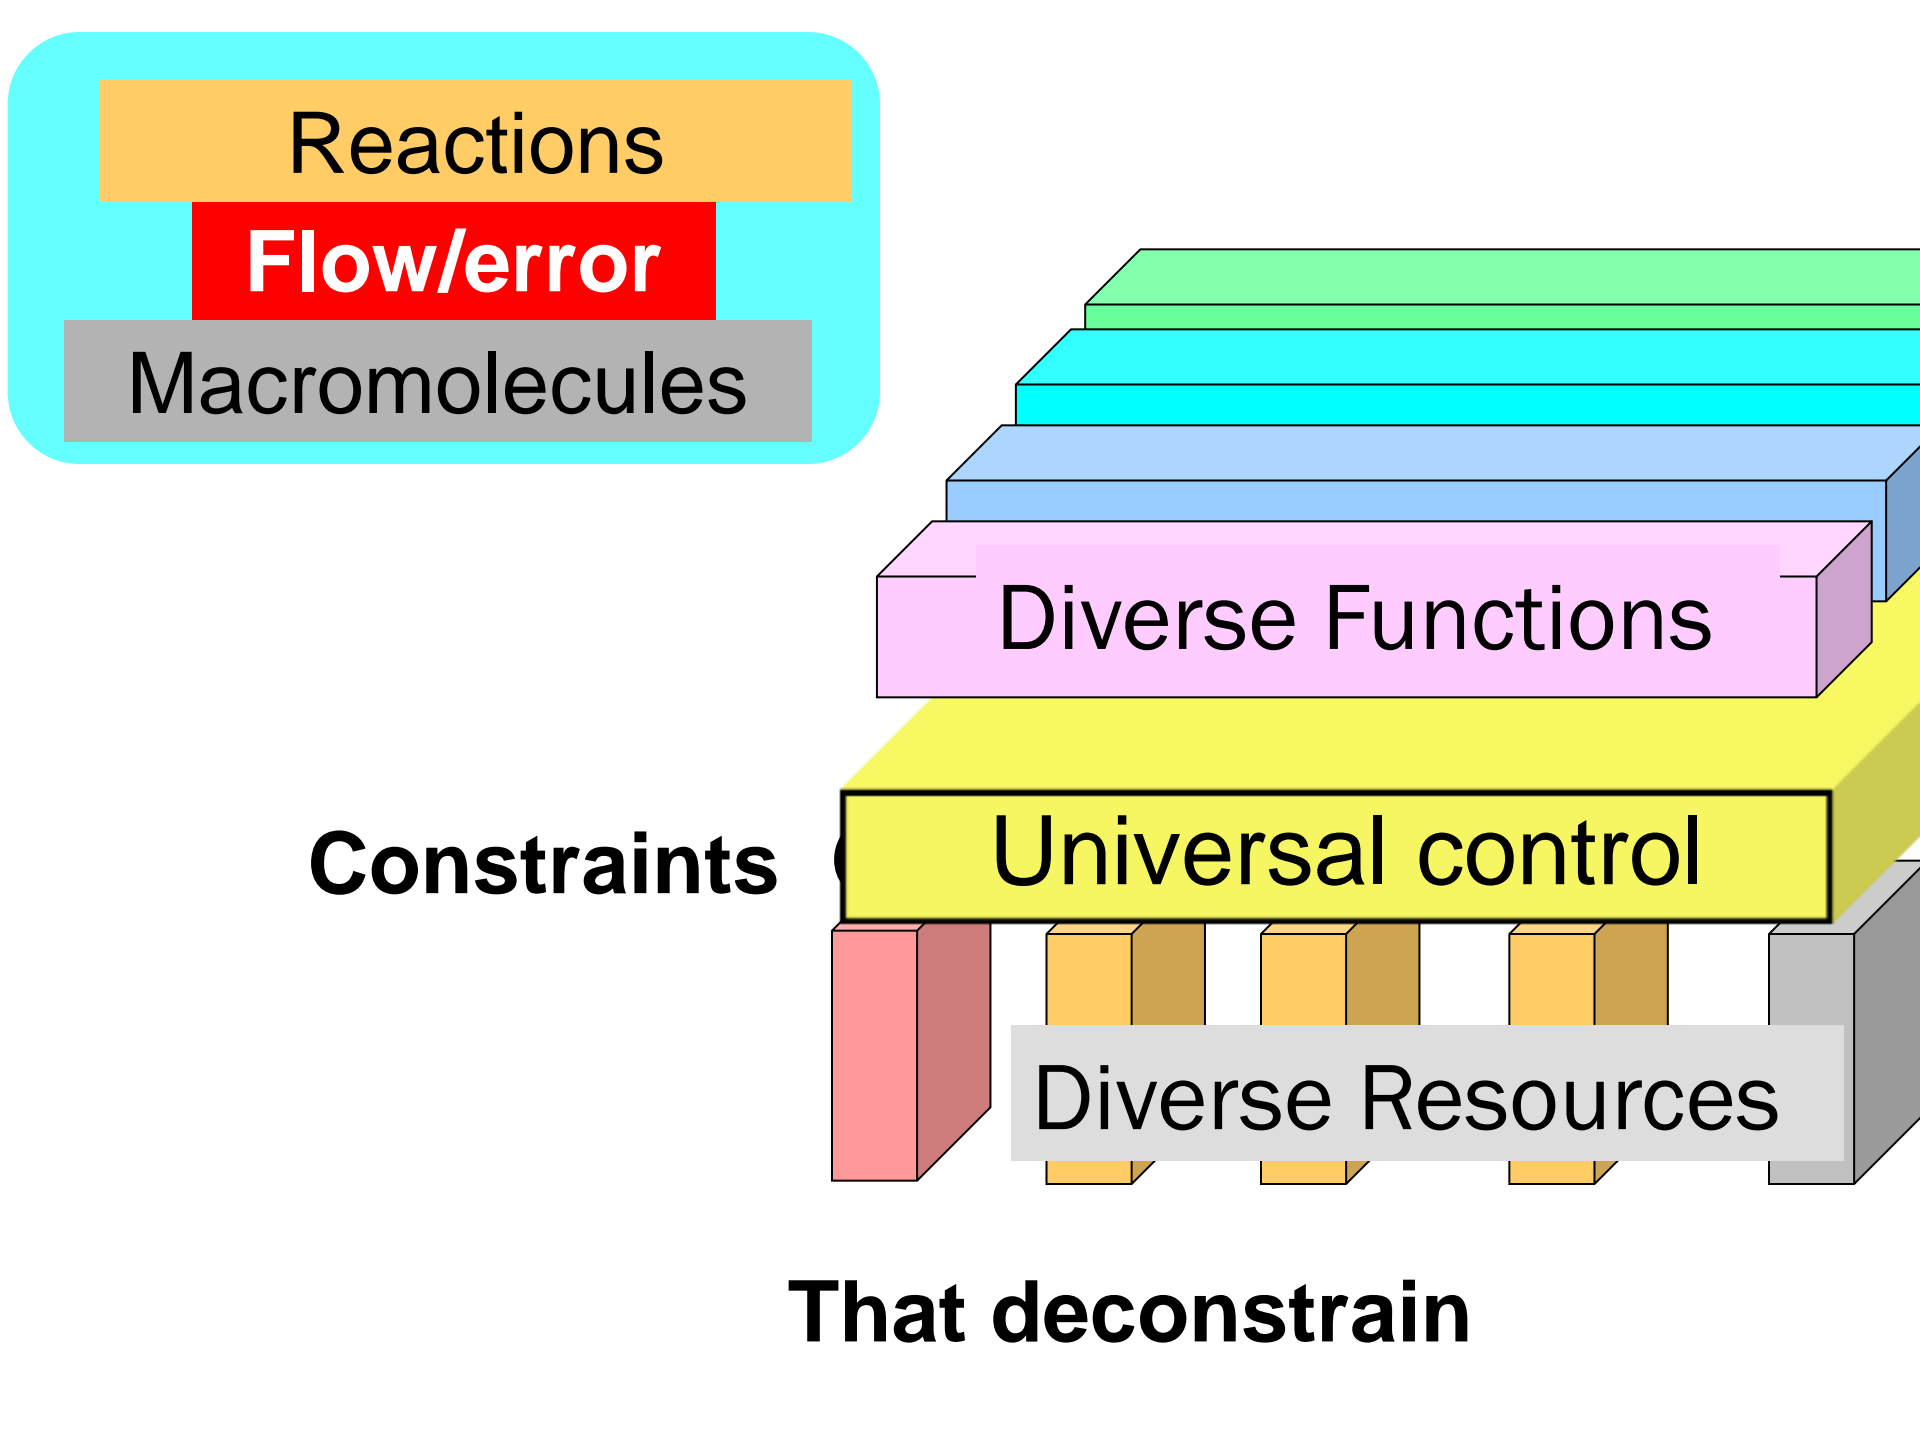 Reactions
Flow/error
Macromolecules
Diverse Functions
Constraints
Universal control
Diverse Resources
That deconstrain